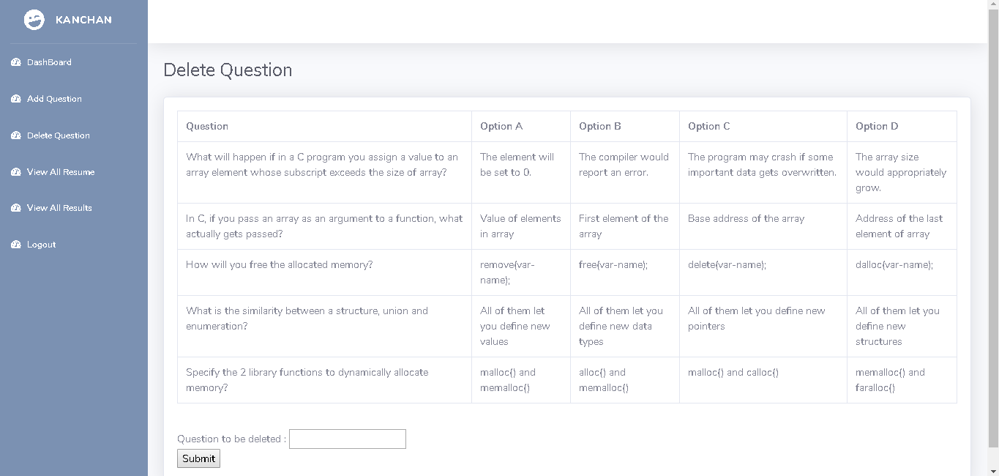 KANCHAN
DashBoard
Add Question
Delete Question
View All Resume
View All Results
Logout
Delete Question
Question Option A Option B Option C Option D
What will happen if in a C program you assign a value to an The element will The compiler would The program may crash if some The array size
array element whose subscript exceeds the size of array? be set to 0. report an error. important data gets overwritten. would appropriately
grow.
In C, if you pass an array as an argument to a function, what Value of elements First element of the Base address of the array Address of the last
actually gets passed? in array array element of array
How will you free the allocated memory? remove(var- free(var-name); delete(var-name); dalloc(var-name);
name);
What is the similarity between a structure, union and All of them let All of them let you All of them let you define new All of them let you
enumeration? you define new define new data pointers define new
values types structures
Specify the 2 library functions to dynamically allocate malloc() and alloc() and malloc() and calloc() memalloc() and
memory? memalloc() memalloc() faralloc()
Question to be deleted :
Submit